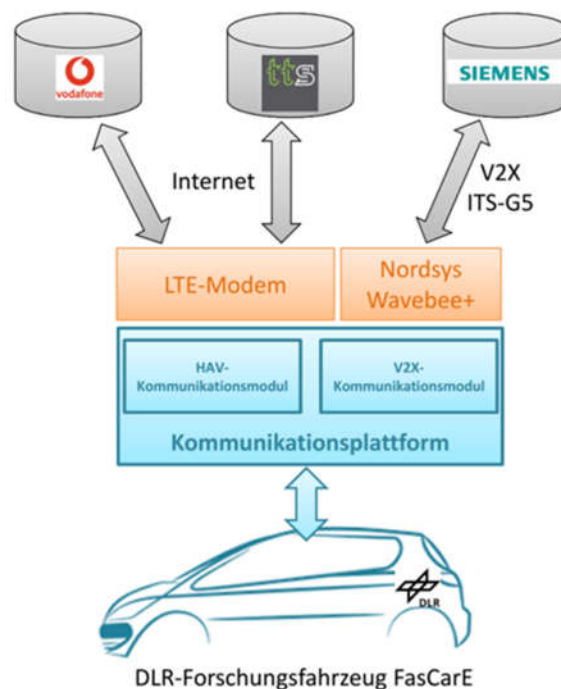 vodafone
tts
SIEMENS
Internet
V2X
ITS-G5
LTE-Modem
Nordsys
Wavebee+
HAV-
Kommunikationsmodul
V2X-
Kommunikationsmodul
Kommunikationsplattform
DLR
DLR-Forschungsfahrzeug FasCarE